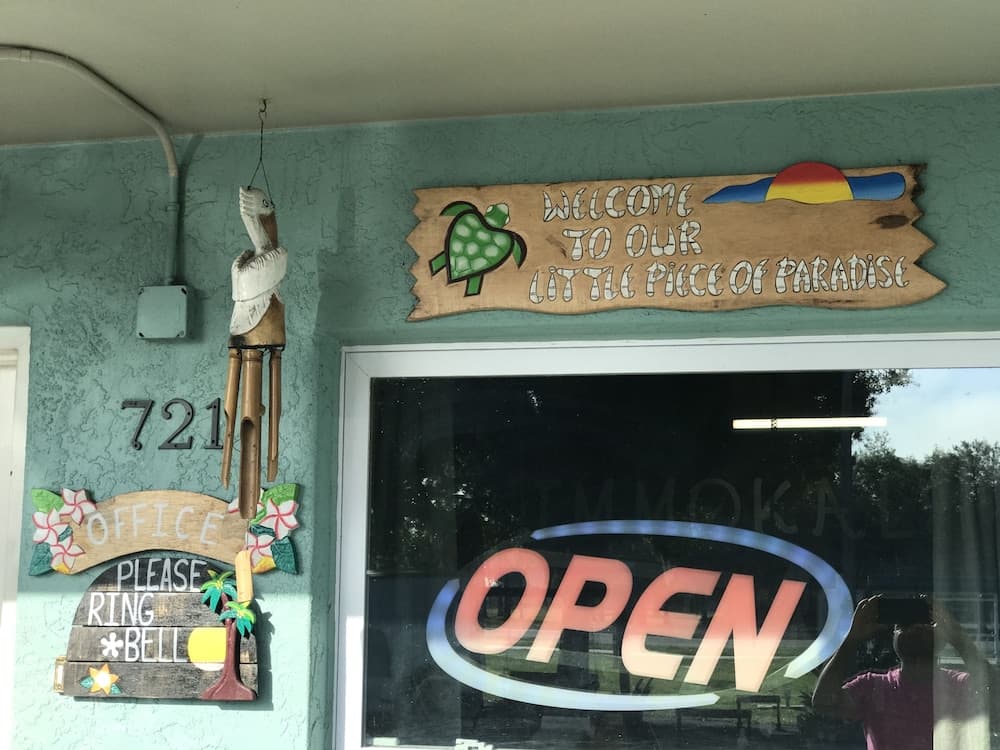 WELCOME
TO OUR
LITTLE PIECE OF PARADISE
721
OFFICE
PLEASE
RING
*BELL
OPEN